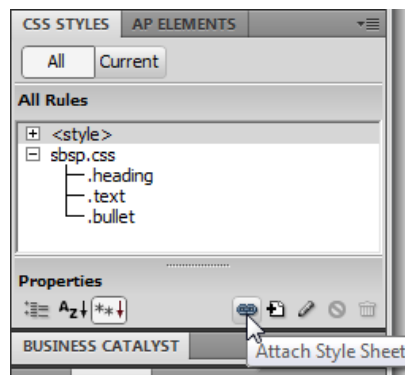 CSS STYLES AP ELEMENTS
All Current
All Rules
<style>
sbsp.css
.heading
.text
.bullet
Properties
Az↓ **↓
BUSINESS CATALYST
Attach Style Sheet